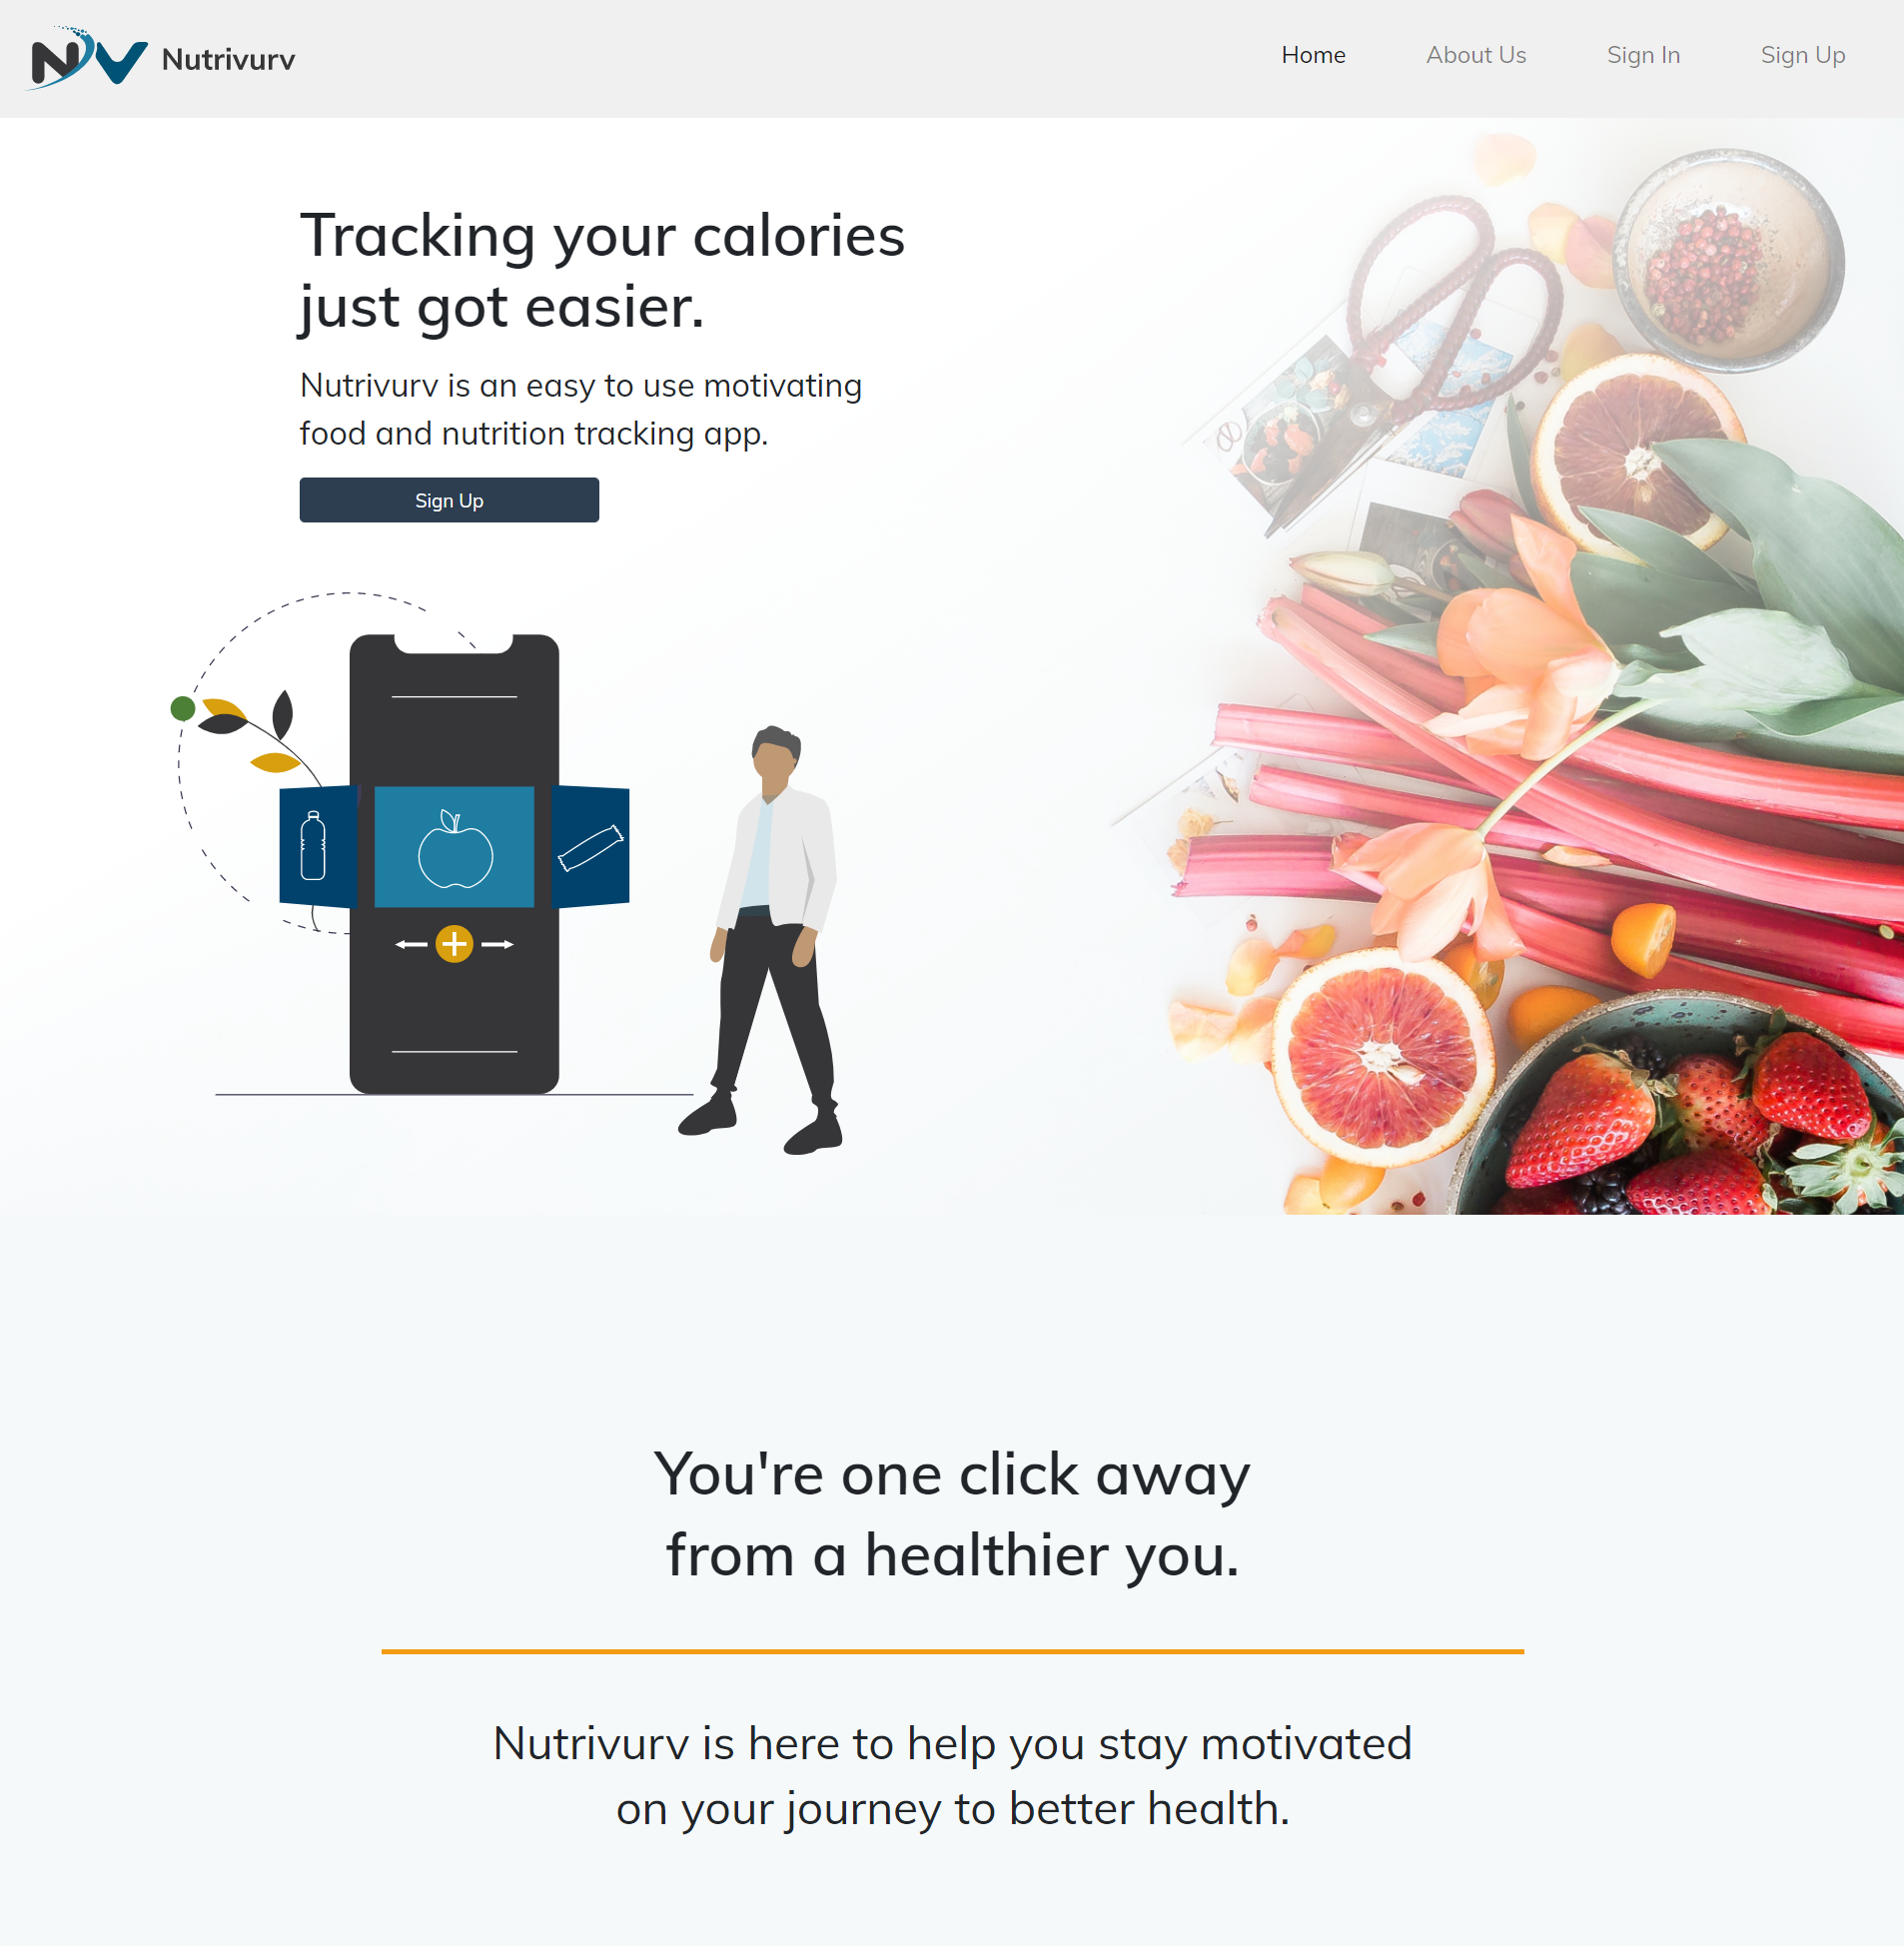 NV Nutrivurv
Home About Us Sign In Sign Up
Tracking your calories
just got easier.
Nutrivurv is an easy to use motivating
food and nutrition tracking app.
Sign Up
You're one click away
from a healthier you.
Nutrivurv is here to help you stay motivated
on your journey to better health.